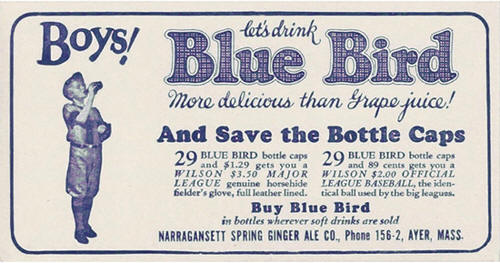 Boys!
let's drink
Blue Bird
More delicious than Grape juice!
And Save the Bottle Caps
29 BLUE BIRD bottle caps
and $1.29 gets you a
WILSON $3.50 MAJOR
LEAGUE genuine horsehide
fielder's glove, full leather lined.
29 BLUE BIRD bottle caps
and 89 cents gets you a
WILSON $2.00 OFFICIAL
LEAGUE BASEBALL, the iden-
tical ball used by the big leagues.
Buy Blue Bird
in bottles wherever soft drinks are sold
NARRAGANSETT SPRING GINGER ALE CO., Phone 156-2, AYER, MASS.